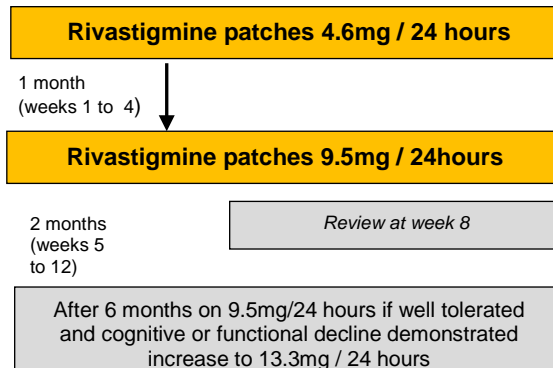 Rivastigmine patches 4.6mg / 24 hours
1 month
(weeks 1 to 4)
Rivastigmine patches 9.5mg / 24hours
2 months
(weeks 5
to 12)
Review at week 8
After 6 months on 9.5mg/24 hours if well tolerated
and cognitive or functional decline demonstrated
increase to 13.3mg / 24 hours